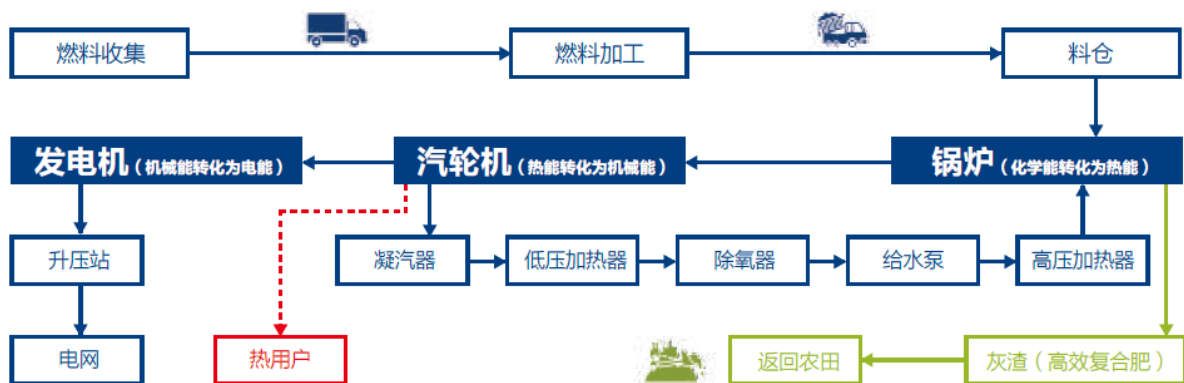 燃料收集
燃料加工
料仓
发电机（机械能转化为电能）
汽轮机（热能转化为机械能）
锅炉（化学能转化为热能）
升压站
凝汽器
低压加热器
除氧器
给水泵
高压加热器
电网
热用户
返回农田
灰渣（高效复合肥）